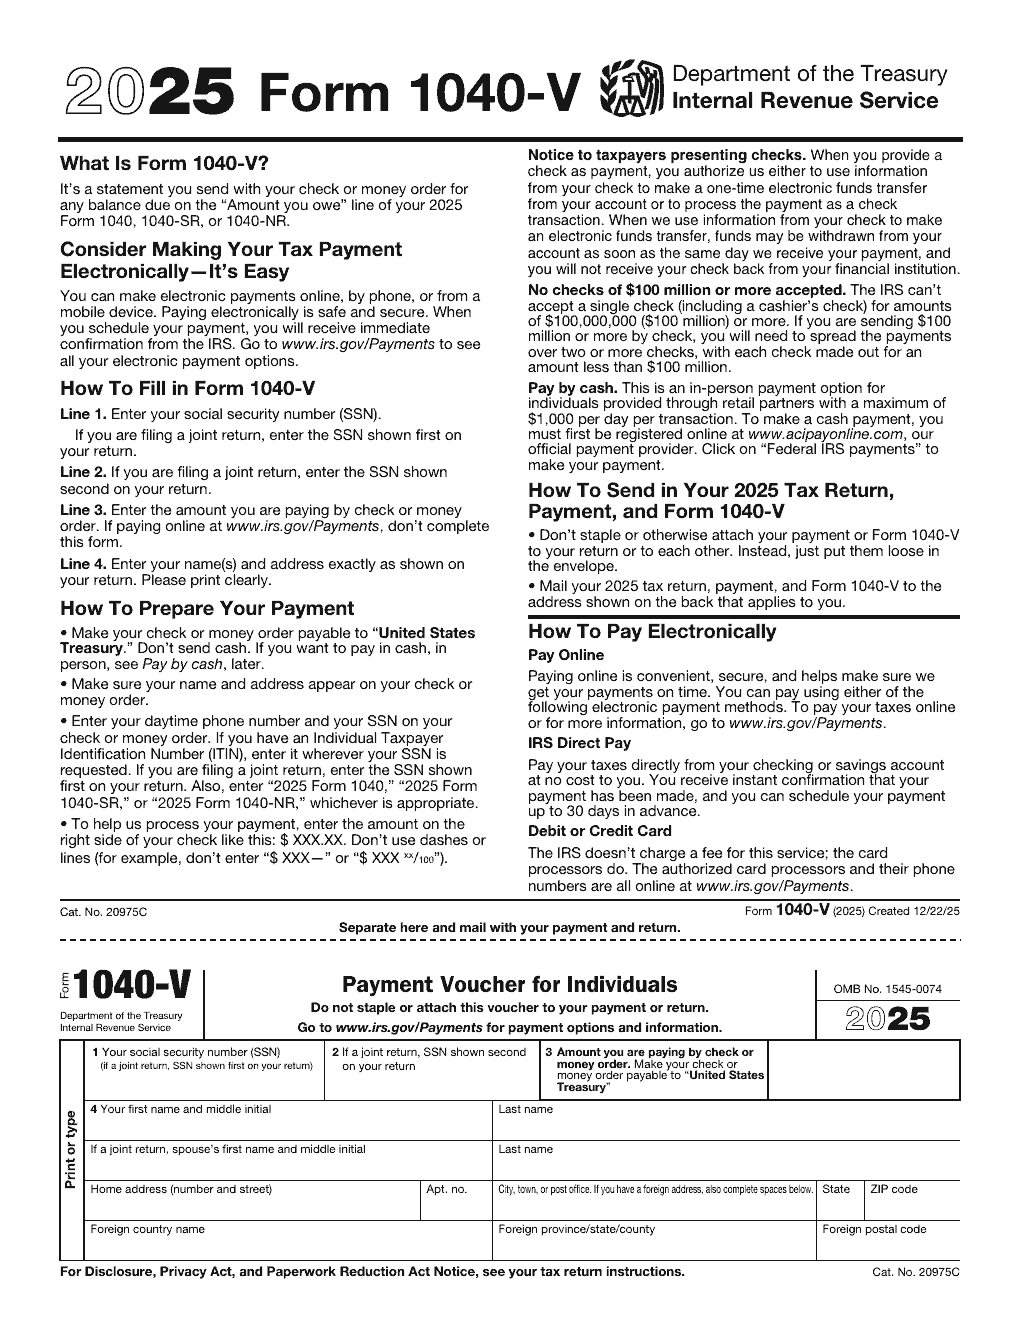 2025 Form 1040-V
Department of the Treasury
Internal Revenue Service
What Is Form 1040-V?
It's a statement you send with your check or money order for
any balance due on the “Amount you owe” line of your 2025
Form 1040, 1040-SR, or 1040-NR.
Consider Making Your Tax Payment
Electronically—It's Easy
You can make electronic payments online, by phone, or from a
mobile device. Paying electronically is safe and secure. When
you schedule your payment, you will receive immediate
confirmation from the IRS. Go to www.irs.gov/Payments to see
all your electronic payment options.
How To Fill in Form 1040-V
Line 1. Enter your social security number (SSN).
If you are filing a joint return, enter the SSN shown first on
your return.
Line 2. If you are filing a joint return, enter the SSN shown
second on your return.
Line 3. Enter the amount you are paying by check or money
order. If paying online at www.irs.gov/Payments, don't complete
this form.
Line 4. Enter your name(s) and address exactly as shown on
your return. Please print clearly.
How To Prepare Your Payment
• Make your check or money order payable to “United States
Treasury.” Don't send cash. If you want to pay in cash, in
person, see Pay by cash, later.
• Make sure your name and address appear on your check or
money order.
• Enter your daytime phone number and your SSN on your
check or money order. If you have an Individual Taxpayer
Identification Number (ITIN), enter it wherever your SSN is
requested. If you are filing a joint return, enter the SSN shown
first on your return. Also, enter “2025 Form 1040,” “2025 Form
1040-SR,” or “2025 Form 1040-NR,” whichever is appropriate.
• To help us process your payment, enter the amount on the
right side of your check like this: $ XXX.XX. Don't use dashes or
lines (for example, don't enter “$ XXX—” or “$ XXX xx/100”).
Notice to taxpayers presenting checks. When you provide a
check as payment, you authorize us either to use information
from your check to make a one-time electronic funds transfer
from your account or to process the payment as a check
transaction. When we use information from your check to make
an electronic funds transfer, funds may be withdrawn from your
account as soon as the same day we receive your payment, and
you will not receive your check back from your financial institution.
No checks of $100 million or more accepted. The IRS can't
accept a single check (including a cashier's check) for amounts
of $100,000,000 ($100 million) or more. If you are sending $100
million or more by check, you will need to spread the payments
over two or more checks, with each check made out for an
amount less than $100 million.
Pay by cash. This is an in-person payment option for
individuals provided through retail partners with a maximum of
$1,000 per day per transaction. To make a cash payment, you
must first be registered online at www.acipayonline.com, our
official payment provider. Click on “Federal IRS payments” to
make your payment.
How To Send in Your 2025 Tax Return,
Payment, and Form 1040-V
• Don't staple or otherwise attach your payment or Form 1040-V
to your return or to each other. Instead, just put them loose in
the envelope.
• Mail your 2025 tax return, payment, and Form 1040-V to the
address shown on the back that applies to you.
How To Pay Electronically
Pay Online
Paying online is convenient, secure, and helps make sure we
get your payments on time. You can pay using either of the
following electronic payment methods. To pay your taxes online
or for more information, go to www.irs.gov/Payments.
IRS Direct Pay
Pay your taxes directly from your checking or savings account
at no cost to you. You receive instant confirmation that your
payment has been made, and you can schedule your payment
up to 30 days in advance.
Debit or Credit Card
The IRS doesn't charge a fee for this service; the card
processors do. The authorized card processors and their phone
numbers are all online at www.irs.gov/Payments.
Cat. No. 20975C
Form 1040-V (2025) Created 12/22/25
Separate here and mail with your payment and return.
Form 1040-V
Department of the Treasury
Internal Revenue Service
Payment Voucher for Individuals
Do not staple or attach this voucher to your payment or return.
Go to www.irs.gov/Payments for payment options and information.
OMB No. 1545-0074
2025
Print or type
1 Your social security number (SSN)
(if a joint return, SSN shown first on your return)
2 If a joint return, SSN shown second
on your return
3 Amount you are paying by check or
money order. Make your check or
money order payable to “United States
Treasury”
4 Your first name and middle initial
Last name
If a joint return, spouse's first name and middle initial
Last name
Home address (number and street)
Apt. no.
City, town, or post office. If you have a foreign address, also complete spaces below.
State
ZIP code
Foreign country name
Foreign province/state/county
Foreign postal code
For Disclosure, Privacy Act, and Paperwork Reduction Act Notice, see your tax return instructions.
Cat. No. 20975C